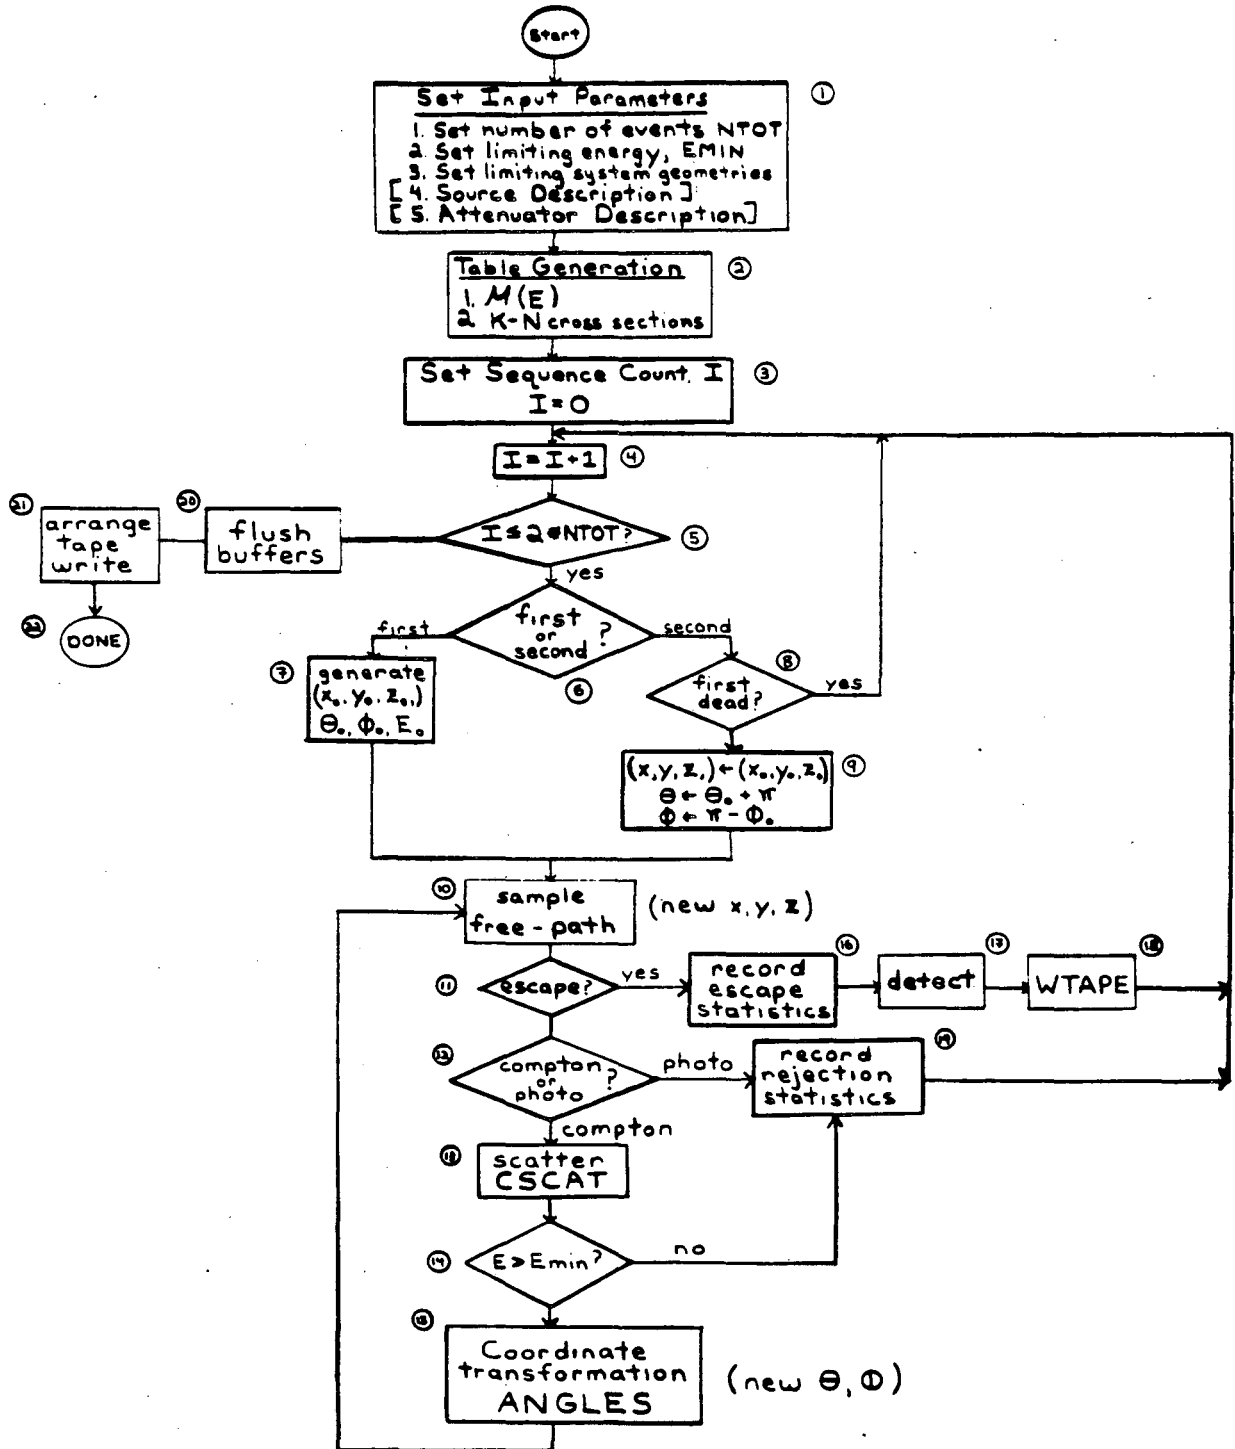 Start
Set Input Parameters
①
1. Set number of events NTOT
2. Set limiting energy, EMIN
3. Set limiting system geometries
[4. Source Description]
[5. Attenuator Description]
Table Generation
②
1. μ(E)
2 K-N cross sections
Set Sequence Count, I
③
I = 0
I = I + 1
④
㉑
arrange
tape
write
⑳
flush
buffers
I ≤ 2 * NTOT?
⑤
yes
㉒
DONE
first
first
or
second
?
second
⑥
⑦
generate
(x₀, y₀, z₀,)
Θ₀, Φ₀, E₀
⑧
first
dead?
yes
(x, y, z,) ← (x₀, y₀, z₀)
⑨
Θ ← Θ₀ + π
Φ ← π - Φ₀
⑩
sample
free-path
(new x, y, z)
⑪
escape?
yes
record
escape
statistics
⑯
detect
⑰
WTAPE
⑱
⑫
compton
or
photo
?
photo
record
rejection
statistics
⑲
compton
⑬
scatter
CSCAT
⑭
E > Emin?
no
⑮
Coordinate
transformation
ANGLES
(new Θ, Φ)